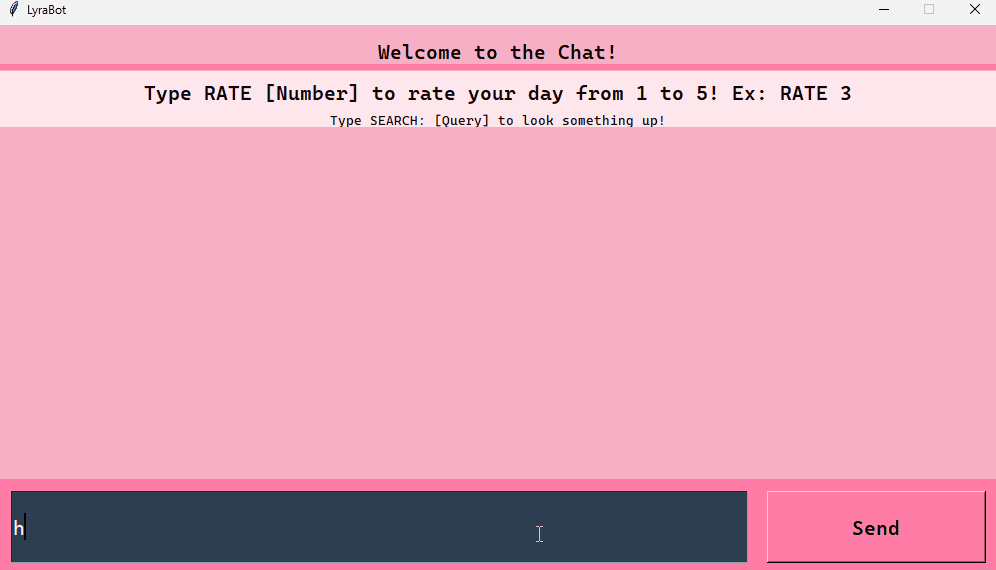 LyraBot
Welcome to the Chat!
Type RATE [Number] to rate your day from 1 to 5! Ex: RATE 3
Type SEARCH: [Query] to look something up!
h
Send